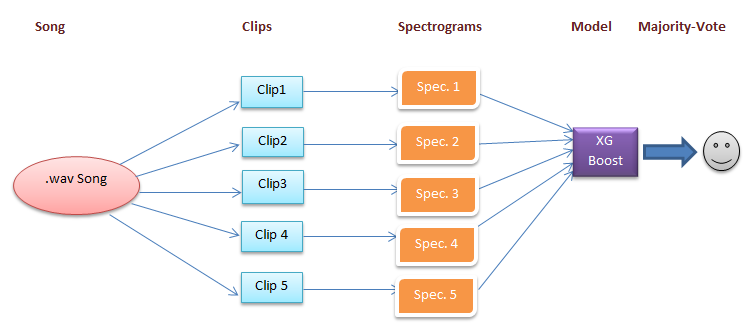 Song Clips Spectrograms Model Majority-Vote
Clip1 Spec. 1
Clip2 Spec. 2
XG
Boost
.wav Song
Clip3 Spec. 3
Clip 4 Spec. 4
Clip 5 Spec. 5